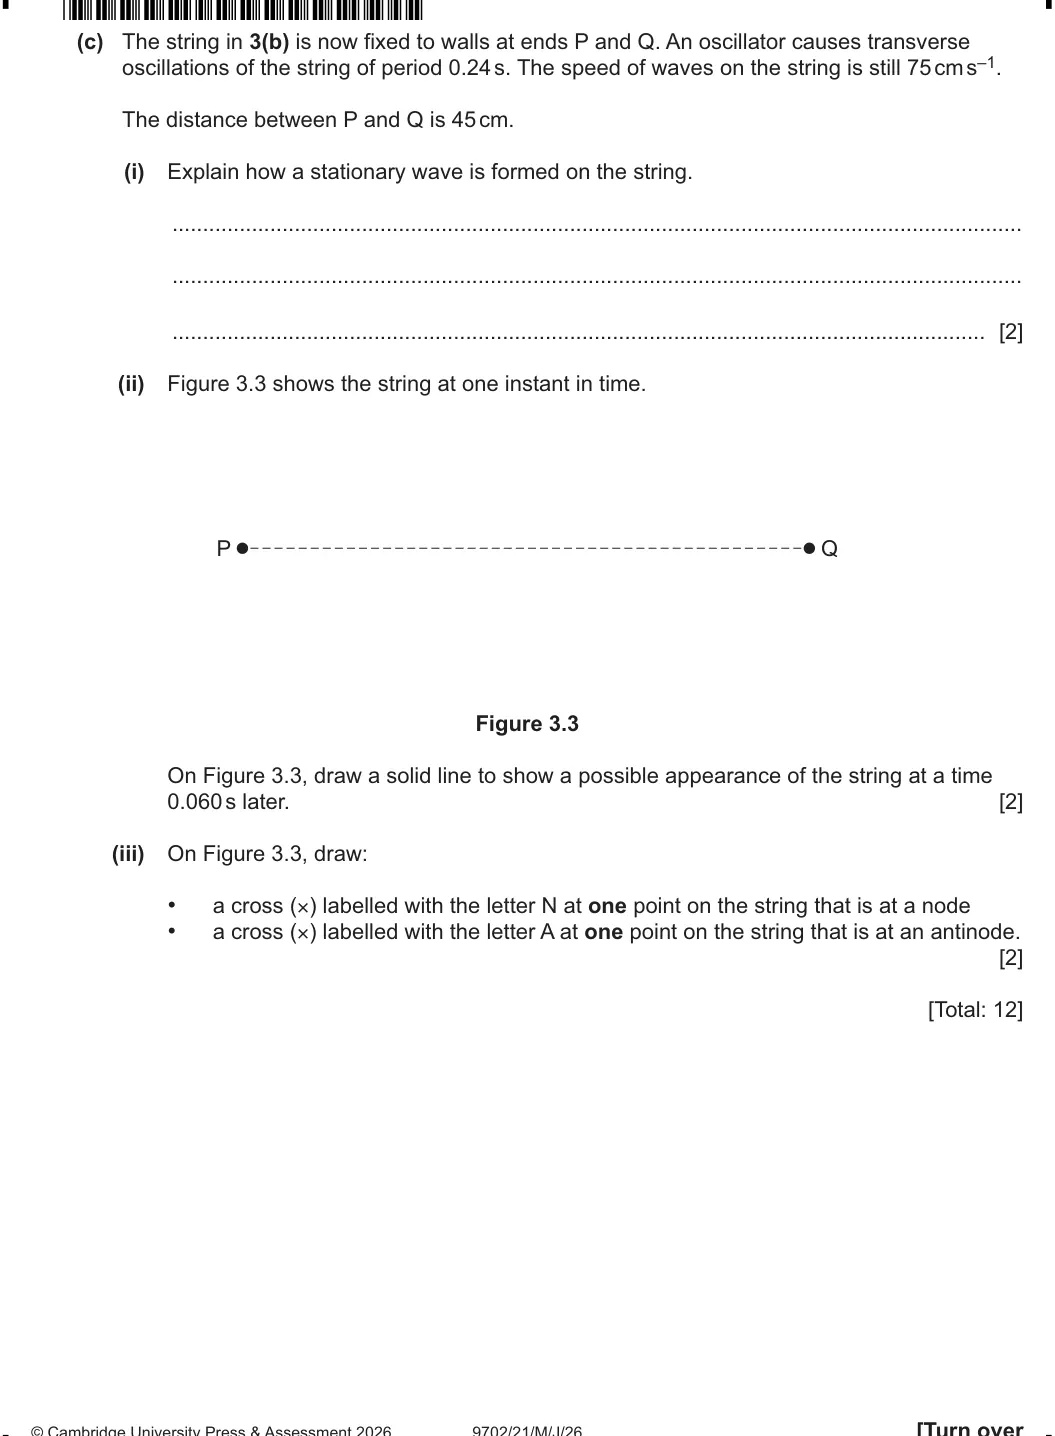 (c) The string in 3(b) is now fixed to walls at ends P and Q. An oscillator causes transverse
oscillations of the string of period 0.24 s. The speed of waves on the string is still 75 cm s⁻¹.
The distance between P and Q is 45 cm.
(i) Explain how a stationary wave is formed on the string.
..........................................................................................................................................
..........................................................................................................................................
.................................................................................................................................... [2]
(ii) Figure 3.3 shows the string at one instant in time.
P Q
Figure 3.3
On Figure 3.3, draw a solid line to show a possible appearance of the string at a time
0.060 s later. [2]
(iii) On Figure 3.3, draw:
• a cross (×) labelled with the letter N at one point on the string that is at a node
• a cross (×) labelled with the letter A at one point on the string that is at an antinode.
[2]
[Total: 12]
© Cambridge University Press & Assessment 2026 9702/21/M/J/26 [Turn over